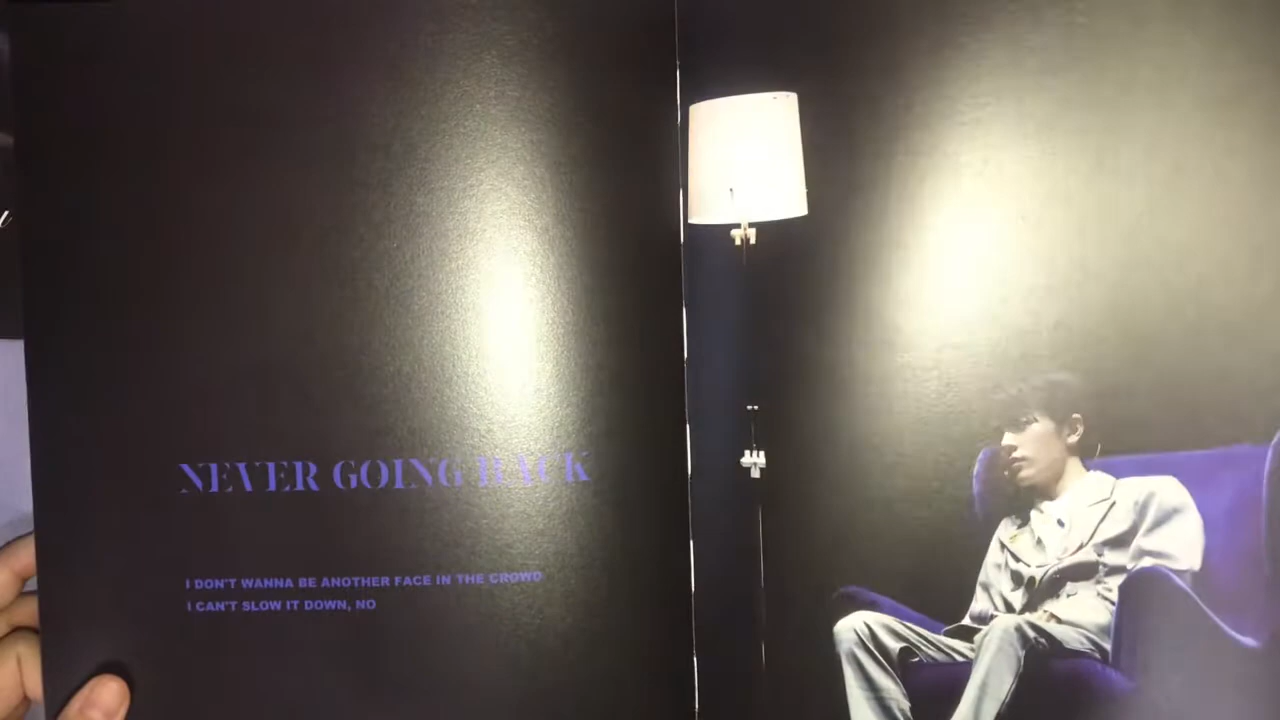 NEVER GOING BACK
I DON'T WANNA BE ANOTHER FACE IN THE CROWD
I CAN'T SLOW IT DOWN, NO